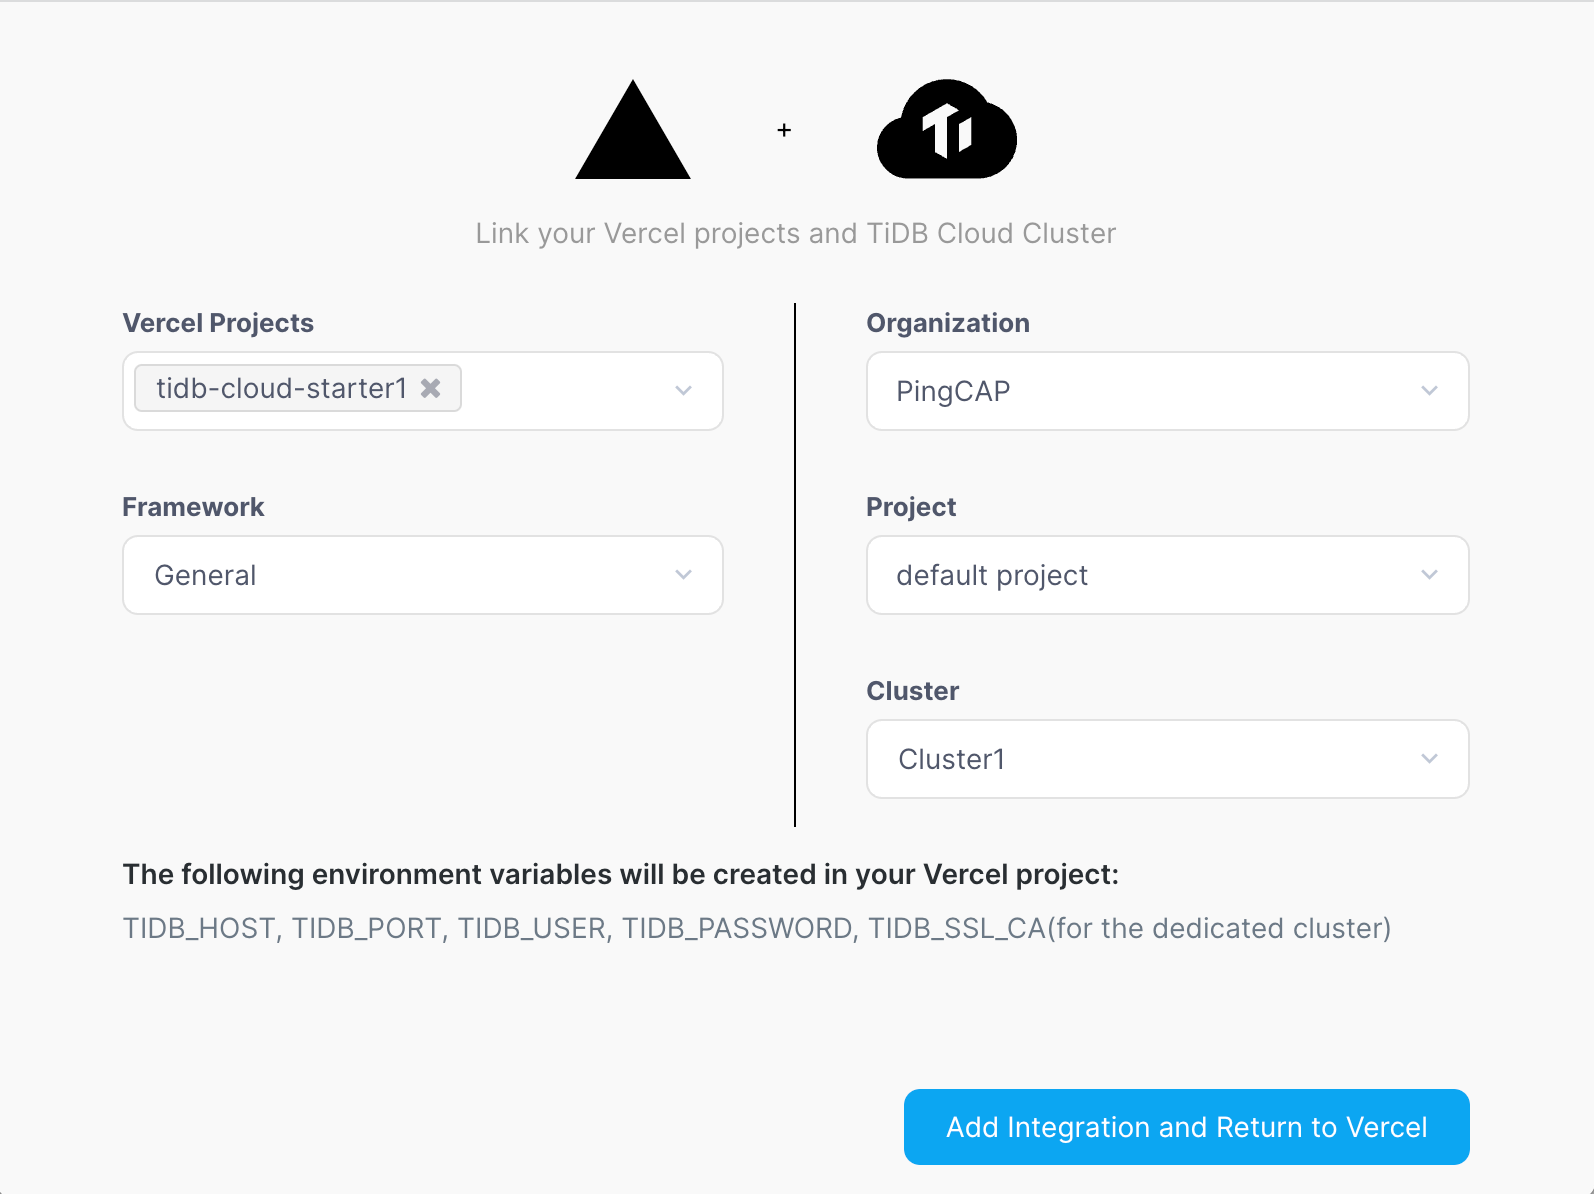 +
Ti
Link your Vercel projects and TiDB Cloud Cluster
Vercel Projects
tidb-cloud-starter1
Framework
General
Organization
PingCAP
Project
default project
Cluster
Cluster1
The following environment variables will be created in your Vercel project:
TIDB_HOST, TIDB_PORT, TIDB_USER, TIDB_PASSWORD, TIDB_SSL_CA(for the dedicated cluster)
Add Integration and Return to Vercel